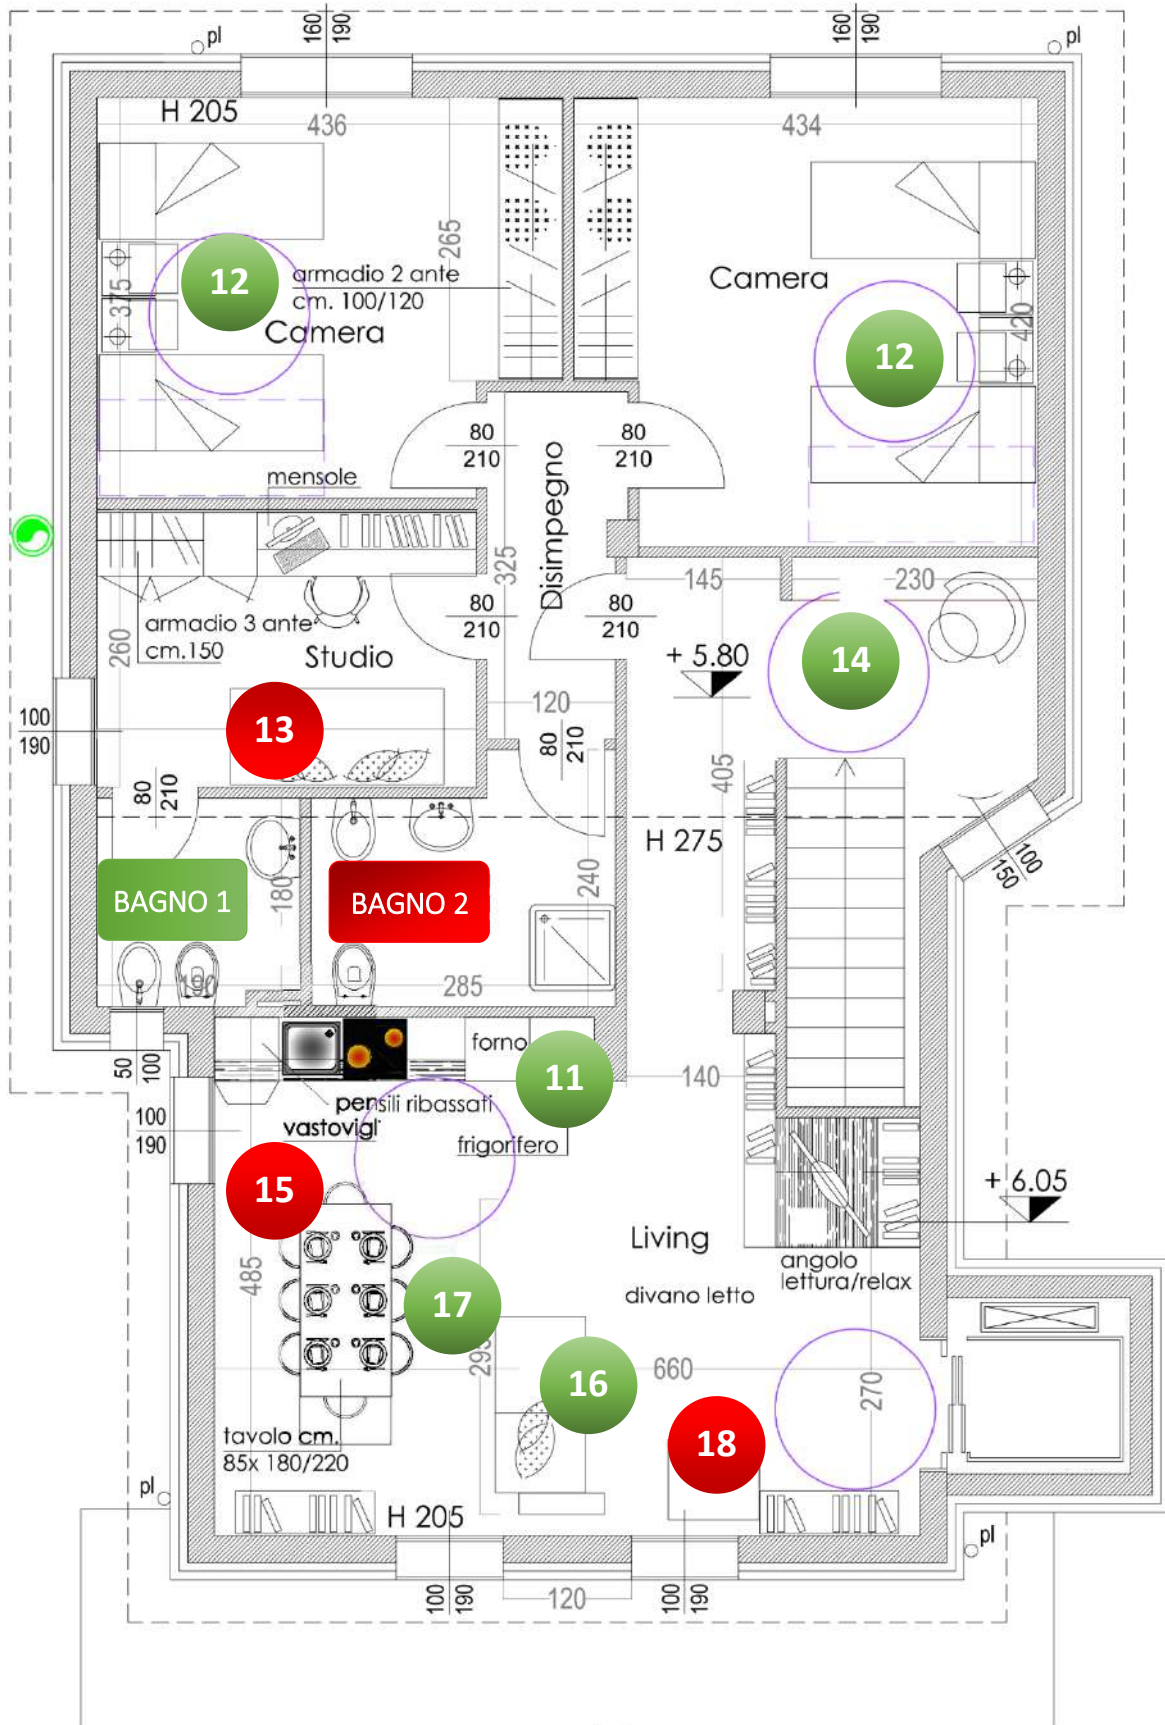 pl
160
190
160
190
pl
H 205
436
434
265
12
armadio 2 ante
cm. 100/120
375
Camera
Camera
420
12
80
210
80
210
mensole
Disimpegno
325
145
230
80
210
80
210
armadio 3 ante
cm.150
260
Studio
+ 5.80
14
120
100
190
13
80
210
80
210
405
H 275
100
150
BAGNO 1
180
BAGNO 2
240
190
285
50
100
forno
11
140
100
190
pensili ribassati
vastovigl
frigorifero
15
+ 6.05
Living
angolo
lettura/relax
485
divano letto
17
295
16
660
270
18
tavolo cm.
85x 180/220
pl
H 205
pl
100
190
120
100
190